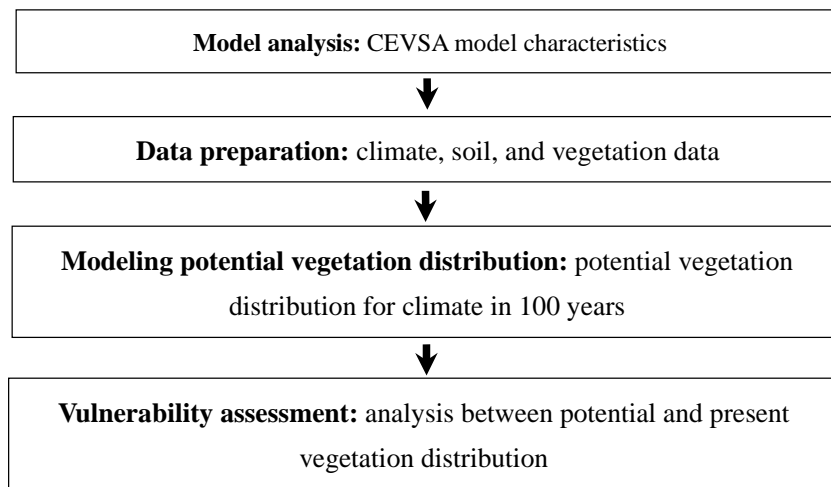 Model analysis: CEVSA model characteristics
Data preparation: climate, soil, and vegetation data
Modeling potential vegetation distribution: potential vegetation
distribution for climate in 100 years
Vulnerability assessment: analysis between potential and present
vegetation distribution